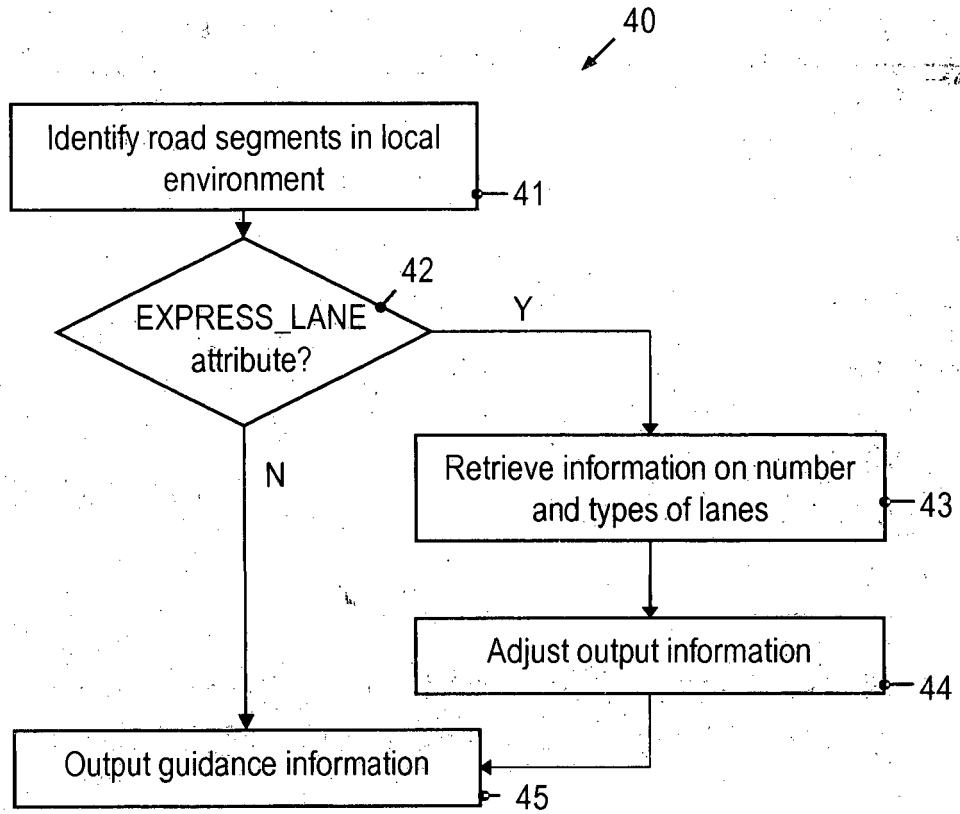 40
Identify road segments in local
environment
41
42
EXPRESS_LANE
attribute?
Y
N
Retrieve information on number
and types of lanes
43
Adjust output information
44
Output guidance information
45